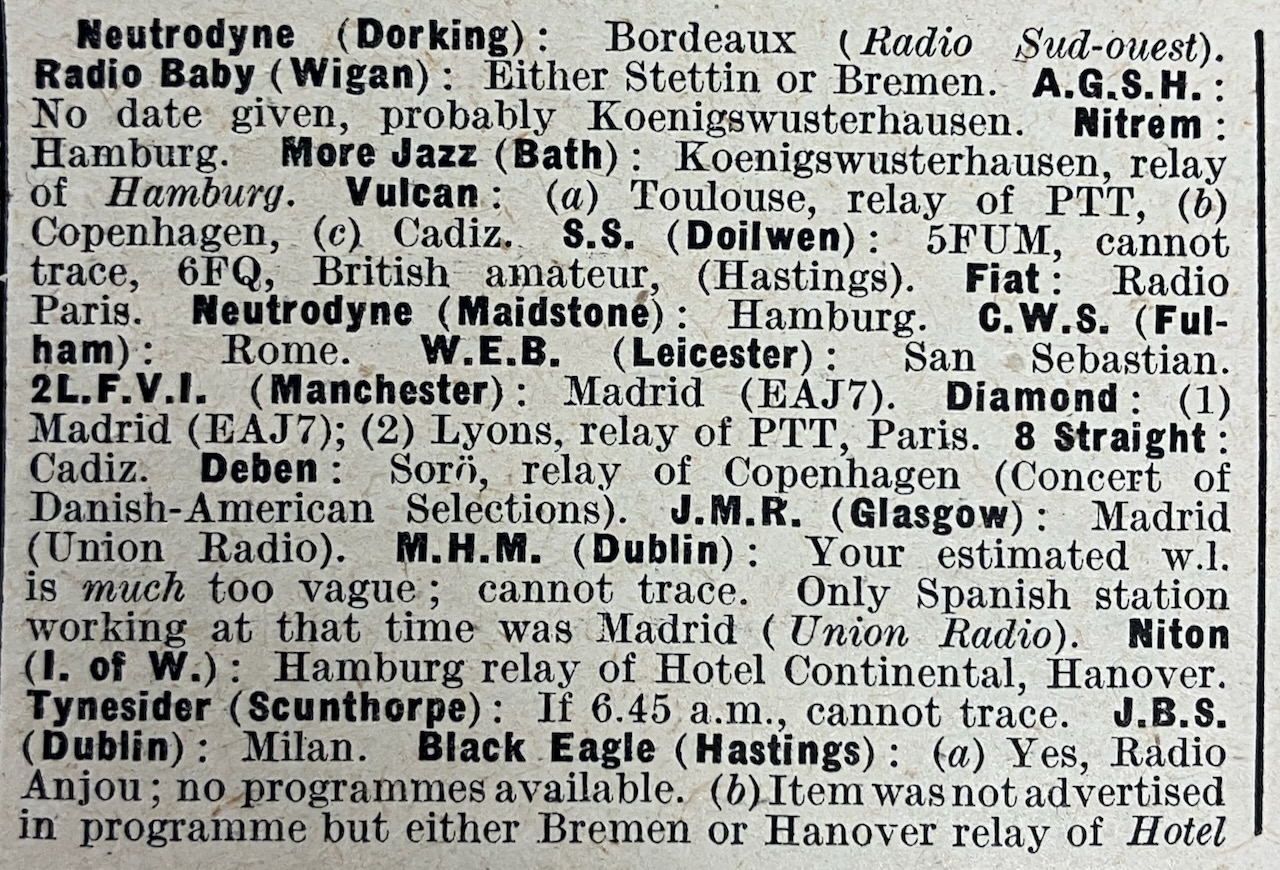 Neutrodyne (Dorking): Bordeaux (Radio Sud-ouest).
Radio Baby (Wigan): Either Stettin or Bremen. A.G.S.H.:
No date given, probably Koenigswusterhausen. Nitrem:
Hamburg. More Jazz (Bath): Koenigswusterhausen, relay
of Hamburg. Vulcan: (a) Toulouse, relay of PTT, (b)
Copenhagen, (c) Cadiz. S.S. (Doilwen): 5FUM, cannot
trace, 6FQ, British amateur, (Hastings). Fiat: Radio
Paris. Neutrodyne (Maidstone): Hamburg. C.W.S. (Ful-
ham): Rome. W.E.B. (Leicester): San Sebastian.
2L.F.V.I. (Manchester): Madrid (EAJ7). Diamond: (1)
Madrid (EAJ7); (2) Lyons, relay of PTT, Paris. 8 Straight:
Cadiz. Deben: Sorö, relay of Copenhagen (Concert of
Danish-American Selections). J.M.R. (Glasgow): Madrid
(Union Radio). M.H.M. (Dublin): Your estimated w.l.
is much too vague; cannot trace. Only Spanish station
working at that time was Madrid (Union Radio). Niton
(I. of W.): Hamburg relay of Hotel Continental, Hanover.
Tynesider (Scunthorpe): If 6.45 a.m., cannot trace. J.B.S.
(Dublin): Milan. Black Eagle (Hastings): (a) Yes, Radio
Anjou; no programmes available. (b) Item was not advertised
in programme but either Bremen or Hanover relay of Hotel